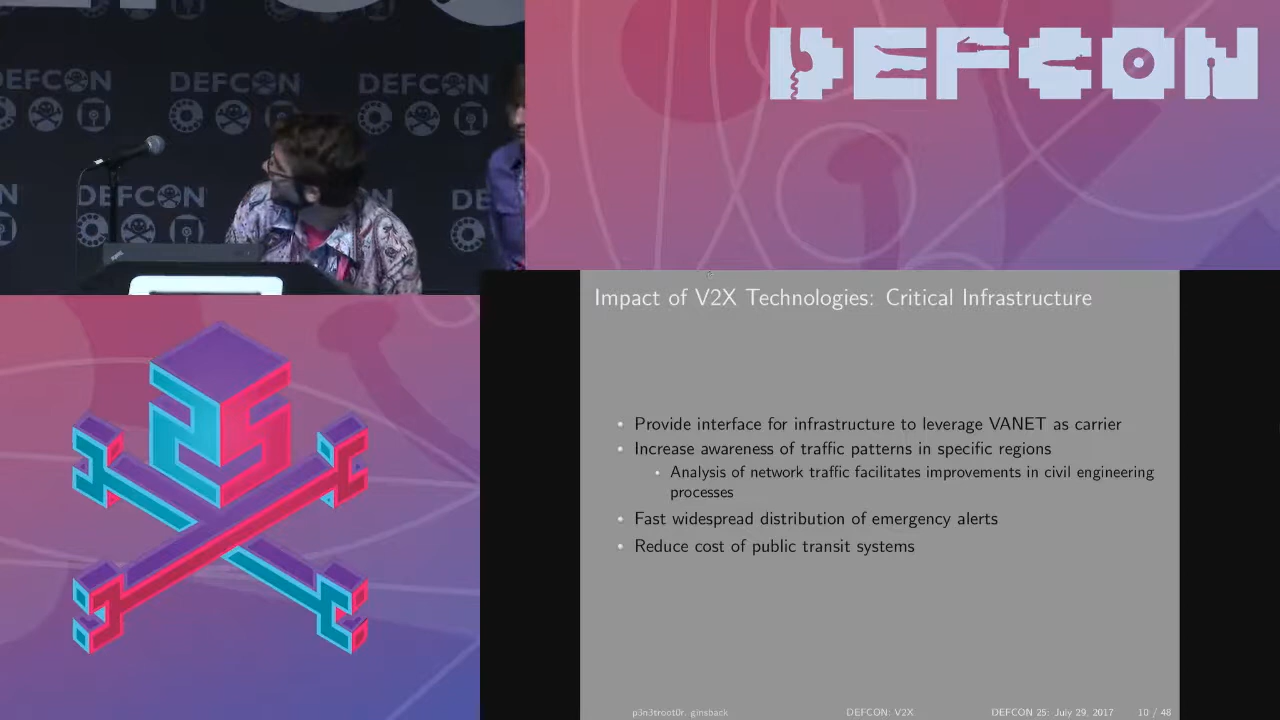 DEFCON
DEFCON
DEFCON
DEFCON
DEFCON
DEFCON
Impact of V2X Technologies: Critical Infrastructure
• Provide interface for infrastructure to leverage VANET as carrier
• Increase awareness of traffic patterns in specific regions
• Analysis of network traffic facilitates improvements in civil engineering
processes
• Fast widespread distribution of emergency alerts
• Reduce cost of public transit systems
p3n3troot0r, ginsback DEFCON: V2X DEFCON 25: July 29, 2017 10 / 48
25